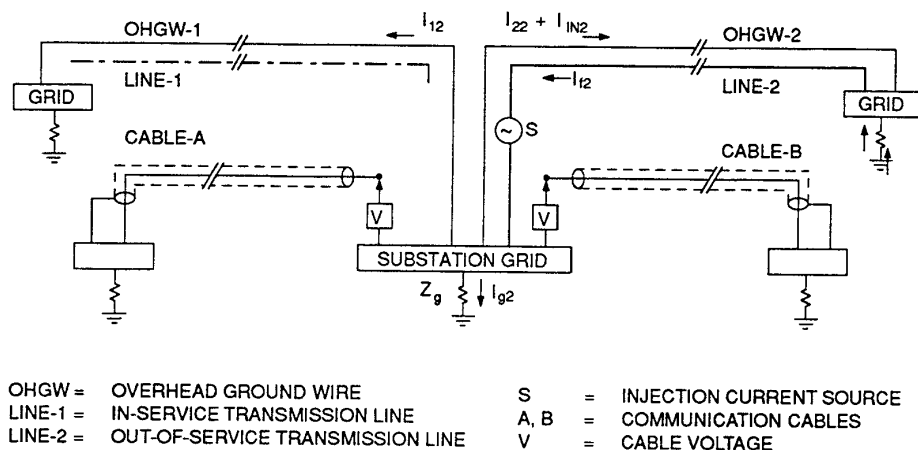 I12
I22 + IIN2
OHGW-1
OHGW-2
LINE-1
If2
LINE-2
GRID
GRID
S
CABLE-A
CABLE-B
V
V
SUBSTATION GRID
Zg
Ig2
OHGW = OVERHEAD GROUND WIRE
LINE-1 = IN-SERVICE TRANSMISSION LINE
LINE-2 = OUT-OF-SERVICE TRANSMISSION LINE
S = INJECTION CURRENT SOURCE
A, B = COMMUNICATION CABLES
V = CABLE VOLTAGE